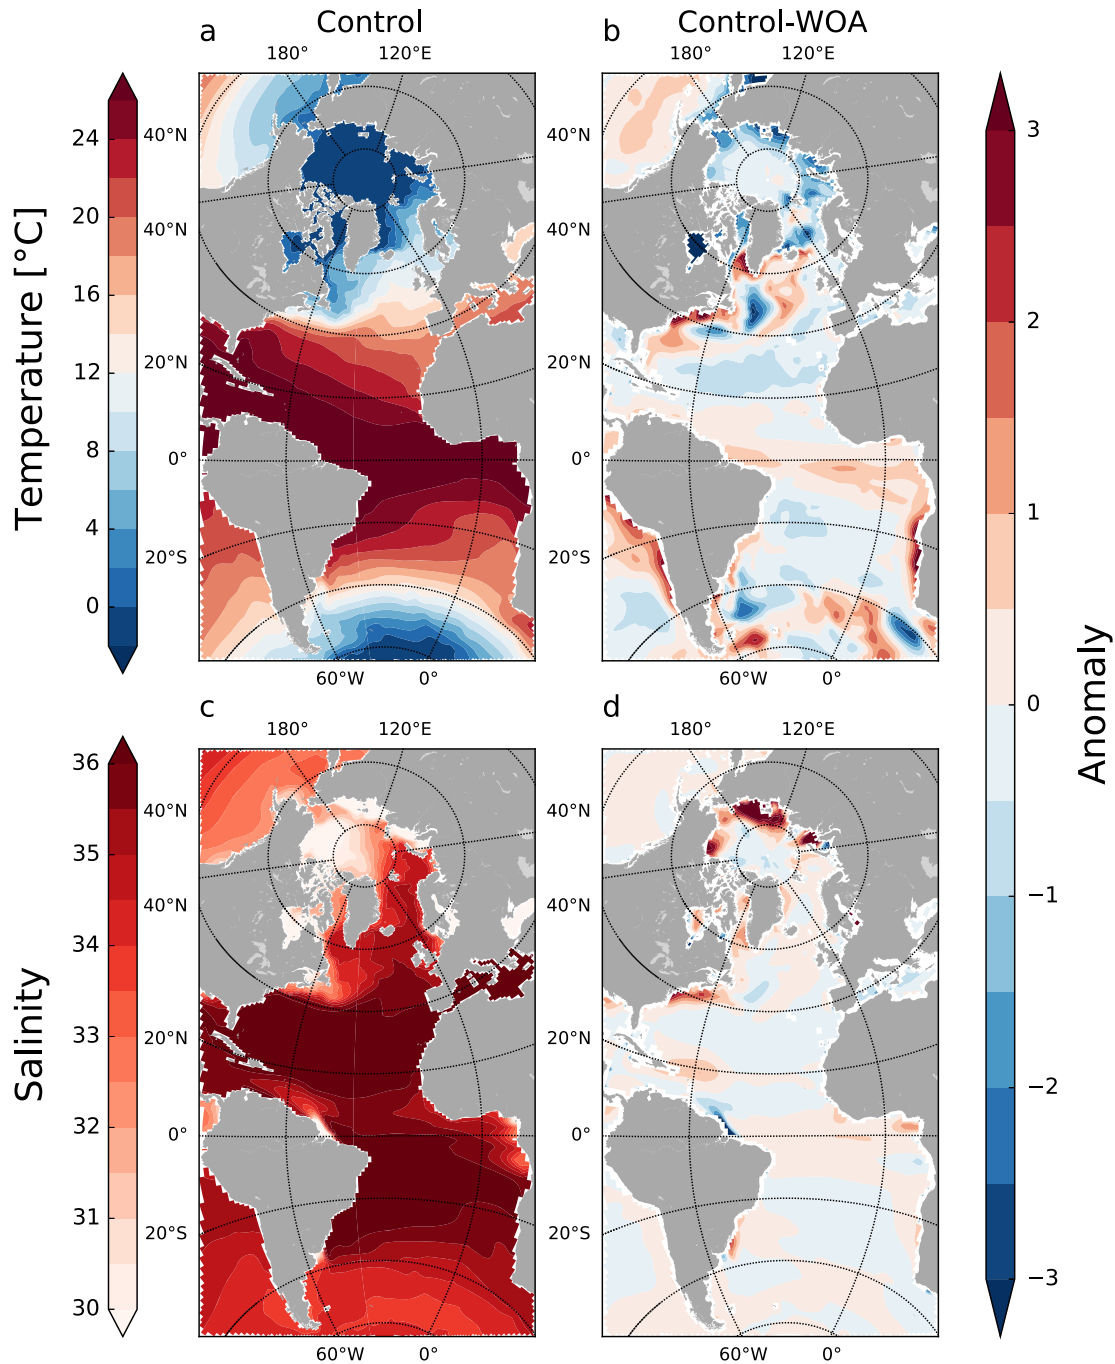 Control
Control-WOA
a
b
180°
120°E
180°
120°E
Temperature [°C]
24
20
16
12
8
4
0
40°N
40°N
20°N
0°
20°S
40°N
40°N
20°N
0°
20°S
60°W
0°
60°W
0°
Anomaly
3
2
1
0
−1
−2
−3
c
d
180°
120°E
180°
120°E
Salinity
36
35
34
33
32
31
30
40°N
40°N
20°N
0°
20°S
40°N
40°N
20°N
0°
20°S
60°W
0°
60°W
0°